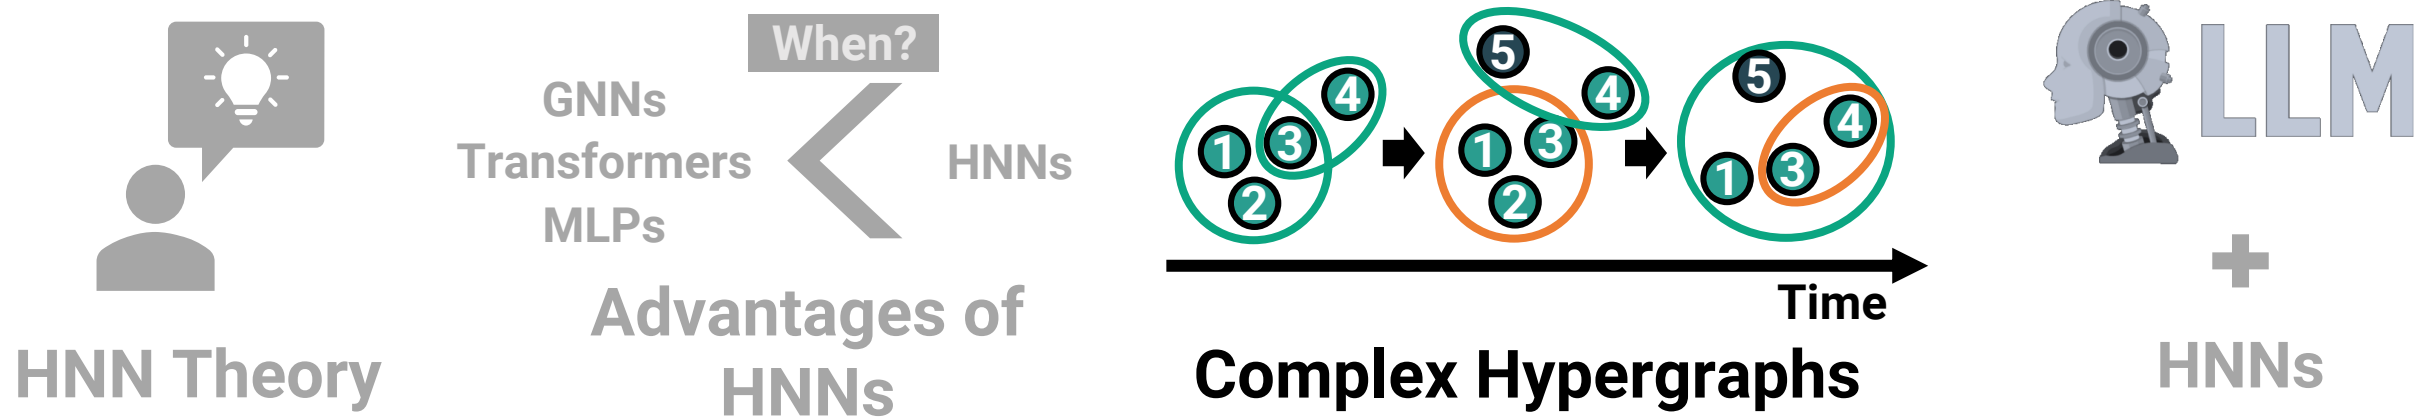 HNN Theory
When?
GNNs
Transformers
MLPs
HNNs
Advantages of
HNNs
1
2
3
4
5
4
1
3
2
5
4
3
1
Time
Complex Hypergraphs
LLM
HNNs